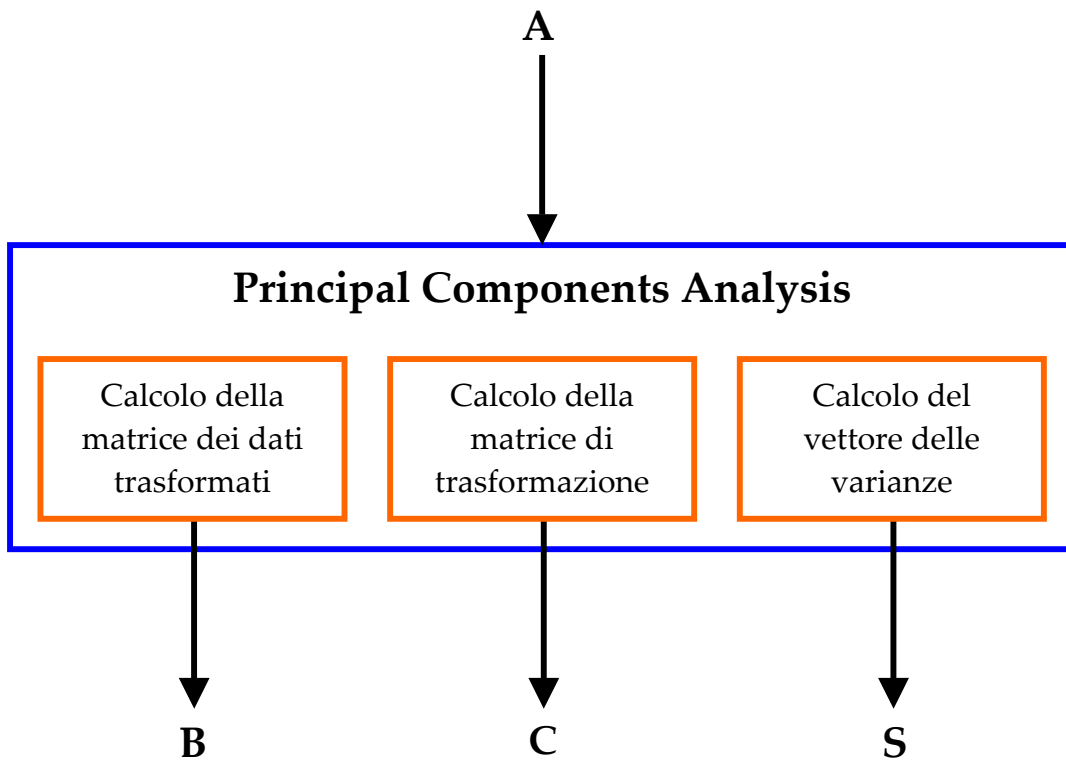 A
Principal Components Analysis
Calcolo della
matrice dei dati
trasformati
Calcolo della
matrice di
trasformazione
Calcolo del
vettore delle
varianze
B
C
S